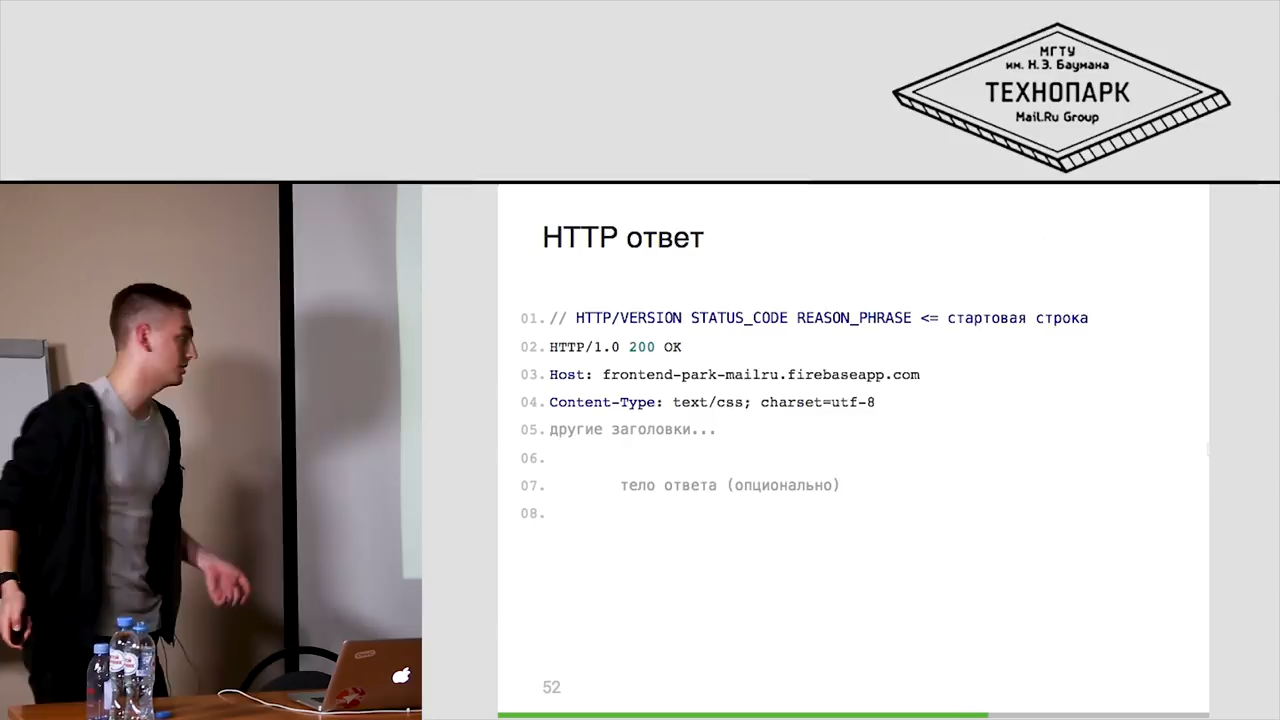 МГТУ
им. Н.Э. Баумана
ТЕХНОПАРК
Mail.Ru Group
HTTP ответ
01. // HTTP/VERSION STATUS_CODE REASON_PHRASE <= стартовая строка
02. HTTP/1.0 200 OK
03. Host: frontend-park-mailru.firebaseapp.com
04. Content-Type: text/css; charset=utf-8
05. другие заголовки...
06.
07. тело ответа (опционально)
08.
52